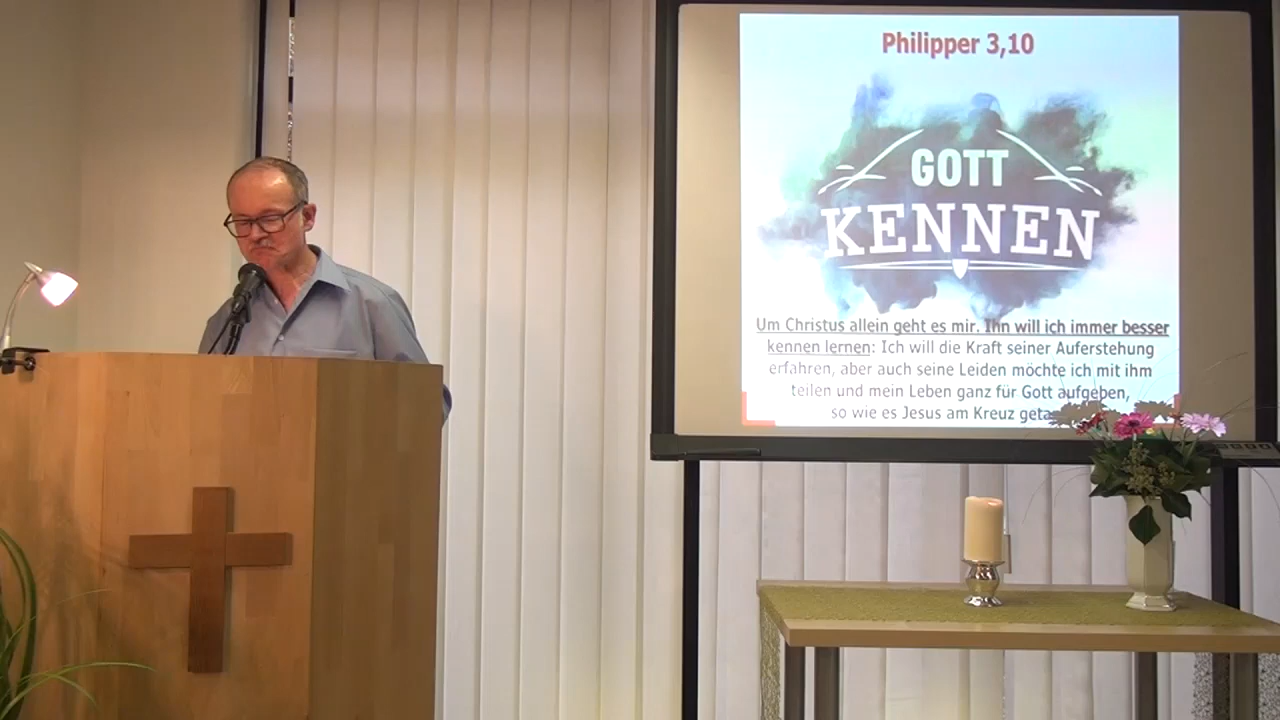 Philipper 3,10
GOTT
KENNEN
Um Christus allein geht es mir. Ihn will ich immer besser
kennen lernen: Ich will die Kraft seiner Auferstehung
erfahren, aber auch seine Leiden möchte ich mit ihm
teilen und mein Leben ganz für Gott aufgeben,
so wie es Jesus am Kreuz